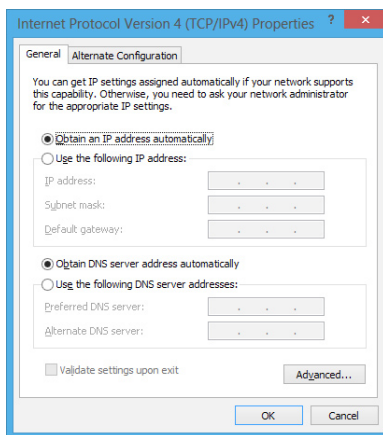 Internet Protocol Version 4 (TCP/IPv4) Properties ? ×
General Alternate Configuration
You can get IP settings assigned automatically if your network supports
this capability. Otherwise, you need to ask your network administrator
for the appropriate IP settings.
Obtain an IP address automatically
Use the following IP address:
IP address:
Subnet mask:
Default gateway:
Obtain DNS server address automatically
Use the following DNS server addresses:
Preferred DNS server:
Alternate DNS server:
Validate settings upon exit
Advanced...
OK Cancel